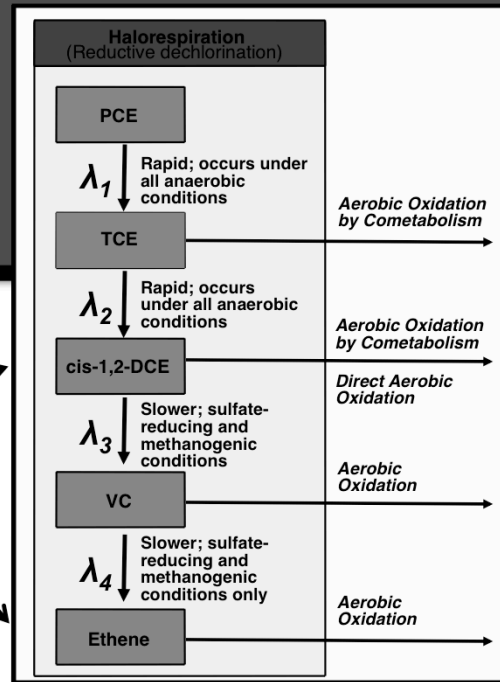 Halorespiration
(Reductive dechlorination)
PCE
λ1
Rapid; occurs under
all anaerobic
conditions
Aerobic Oxidation
by Cometabolism
TCE
λ2
Rapid; occurs
under all anaerobic
conditions
Aerobic Oxidation
by Cometabolism
cis-1,2-DCE
Direct Aerobic
Oxidation
λ3
Slower; sulfate-
reducing and
methanogenic
conditions
Aerobic
Oxidation
VC
λ4
Slower; sulfate-
reducing and
methanogenic
conditions only
Aerobic
Oxidation
Ethene